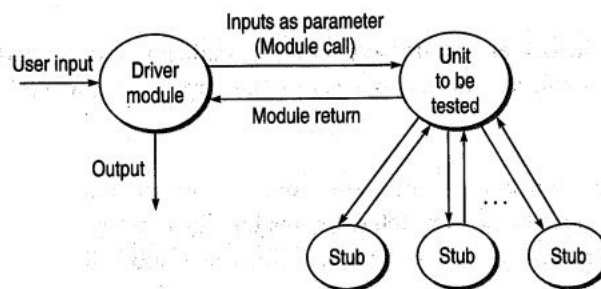 Inputs as parameter
(Module call)
User input
Driver
module
Unit
to be
tested
Module return
Output
...
Stub
Stub
Stub